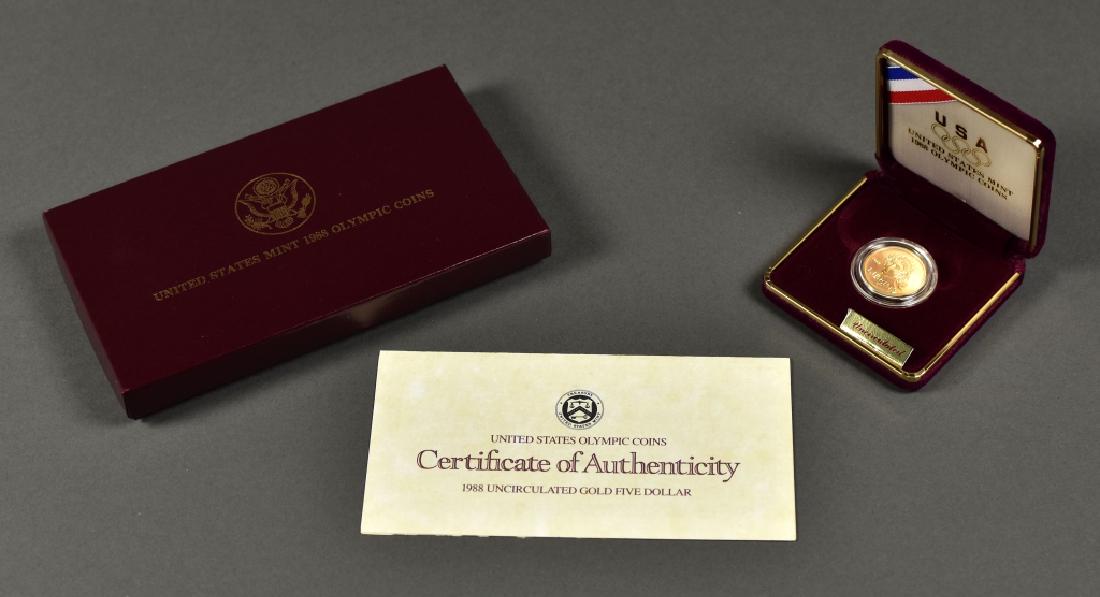 UNITED STATES MINT 1988 OLYMPIC COINS
USA
UNITED STATES MINT
1988 OLYMPIC COINS
Uncirculated
UNITED STATES OLYMPIC COINS
Certificate of Authenticity
1988 UNCIRCULATED GOLD FIVE DOLLAR